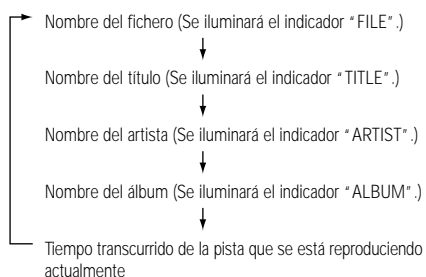 Nombre del fichero (Se iluminará el indicador “FILE”.)
Nombre del título (Se iluminará el indicador “TITLE”.)
Nombre del artista (Se iluminará el indicador “ARTIST”.)
Nombre del álbum (Se iluminará el indicador “ALBUM”.)
Tiempo transcurrido de la pista que se está reproduciendo
actualmente